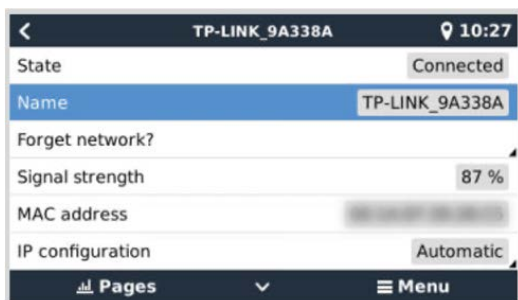 TP-LINK_9A338A 10:27
State Connected
Name TP-LINK_9A338A
Forget network?
Signal strength 87 %
MAC address
IP configuration Automatic
Pages Menu